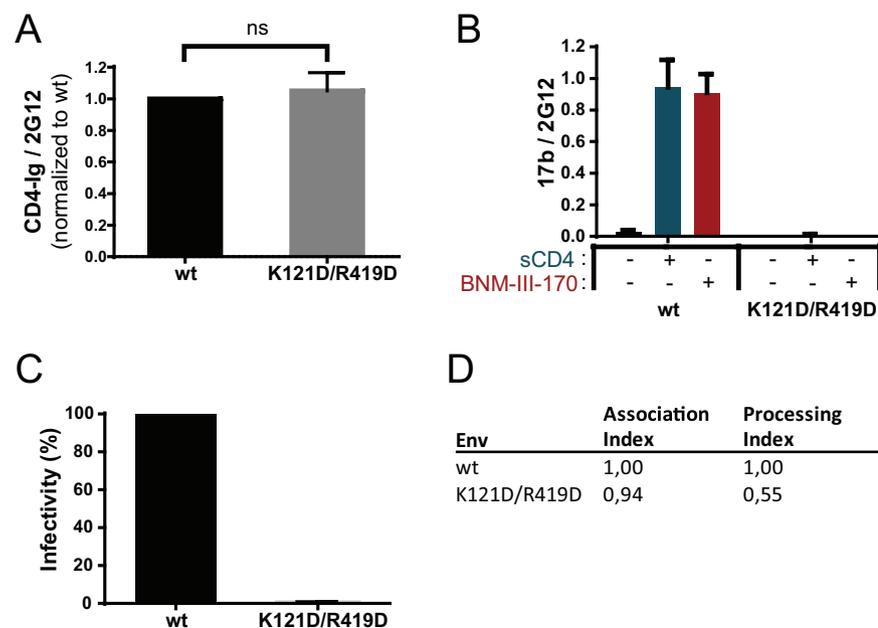 A
ns
CD4-Ig / 2G12
(normalized to wt)
1.2
1.0
0.8
0.6
0.4
0.2
0.0
wt K121D/R419D
B
17b / 2G12
1.2
1.0
0.8
0.6
0.4
0.2
0.0
sCD4 : - + - - + -
BNM-III-170 : - - + - - +
wt K121D/R419D
C
Infectivity (%)
100
80
60
40
20
0
wt K121D/R419D
D
Env Association Index Processing Index
wt 1,00 1,00
K121D/R419D 0,94 0,55